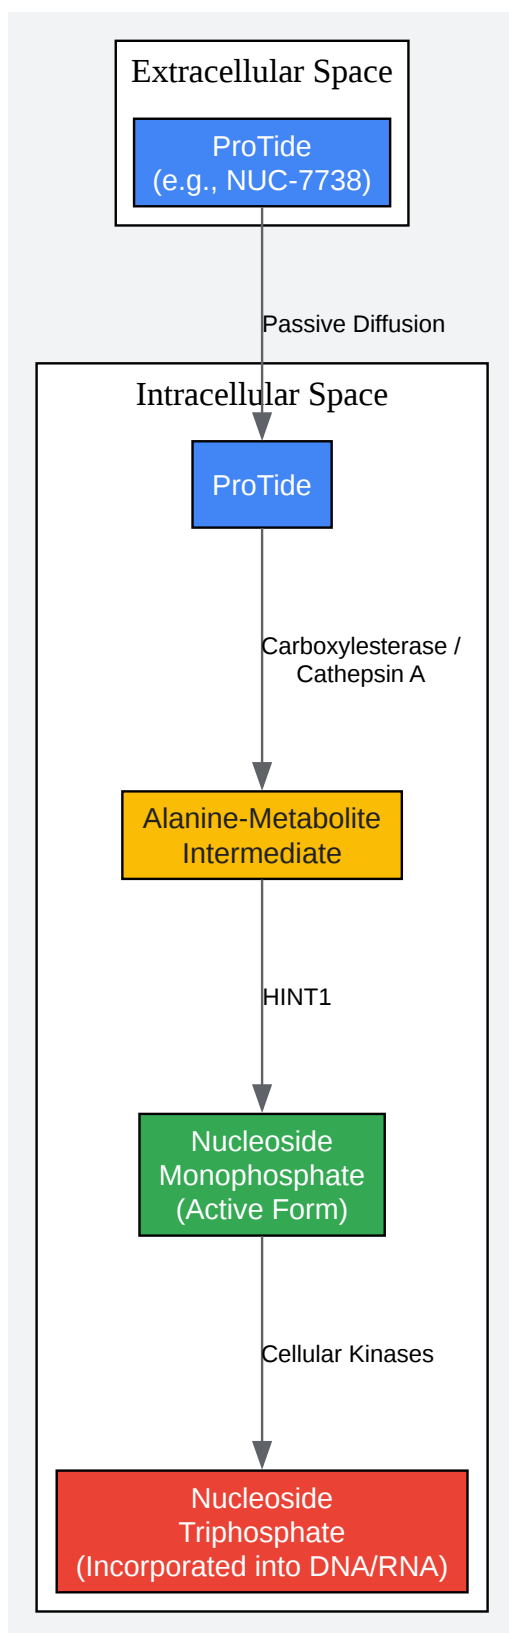 Extracellular Space
ProTide
(e.g., NUC-7738)
Passive Diffusion
Intracellular Space
ProTide
Carboxylesterase /
Cathepsin A
Alanine-Metabolite
Intermediate
HINT1
Nucleoside
Monophosphate
(Active Form)
Cellular Kinases
Nucleoside
Triphosphate
(Incorporated into DNA/RNA)